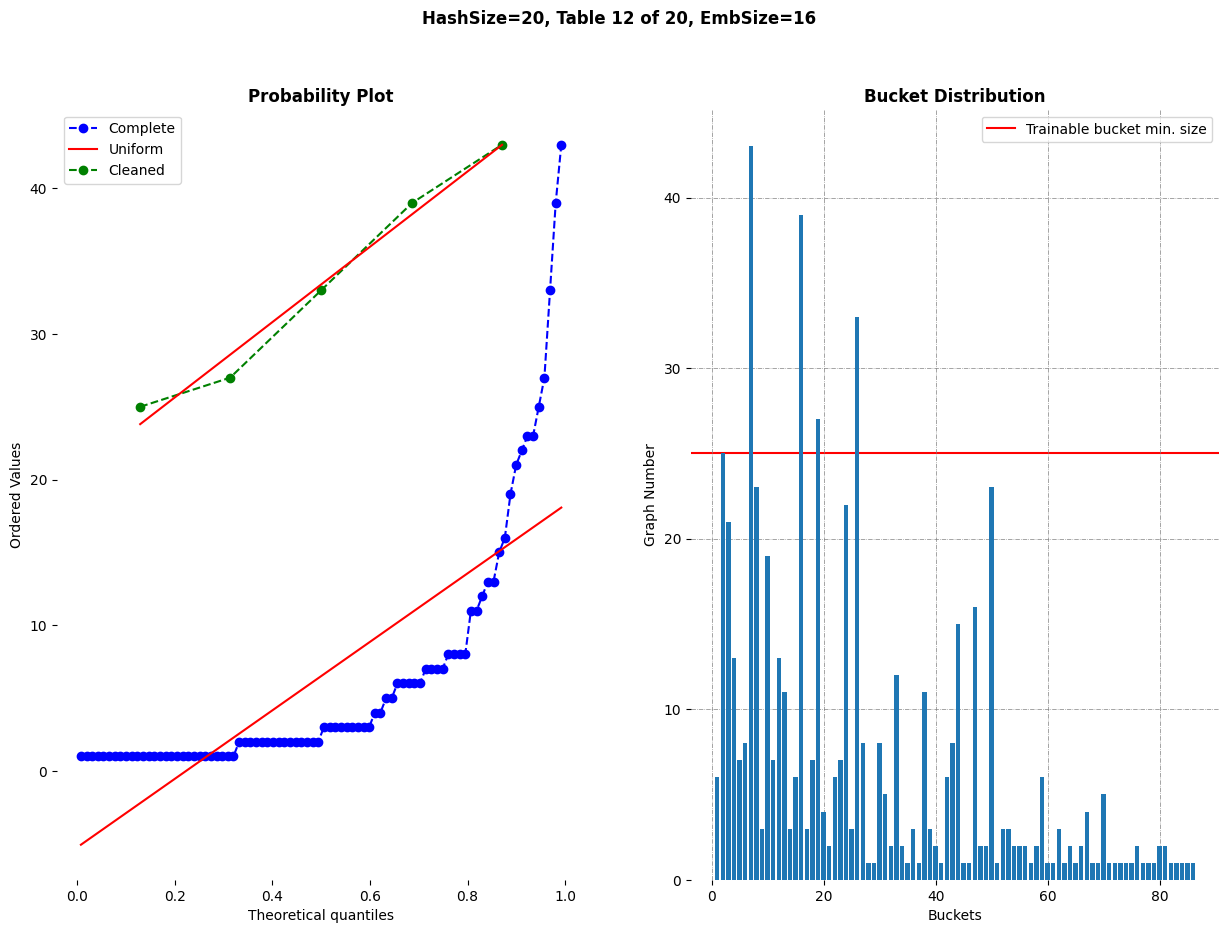 HashSize=20, Table 12 of 20, EmbSize=16
Probability Plot
Complete
Uniform
Cleaned
40
30
20
10
0
Ordered Values
0.0 0.2 0.4 0.6 0.8 1.0
Theoretical quantiles
Bucket Distribution
Trainable bucket min. size
40
30
20
10
0
Graph Number
0 20 40 60 80
Buckets